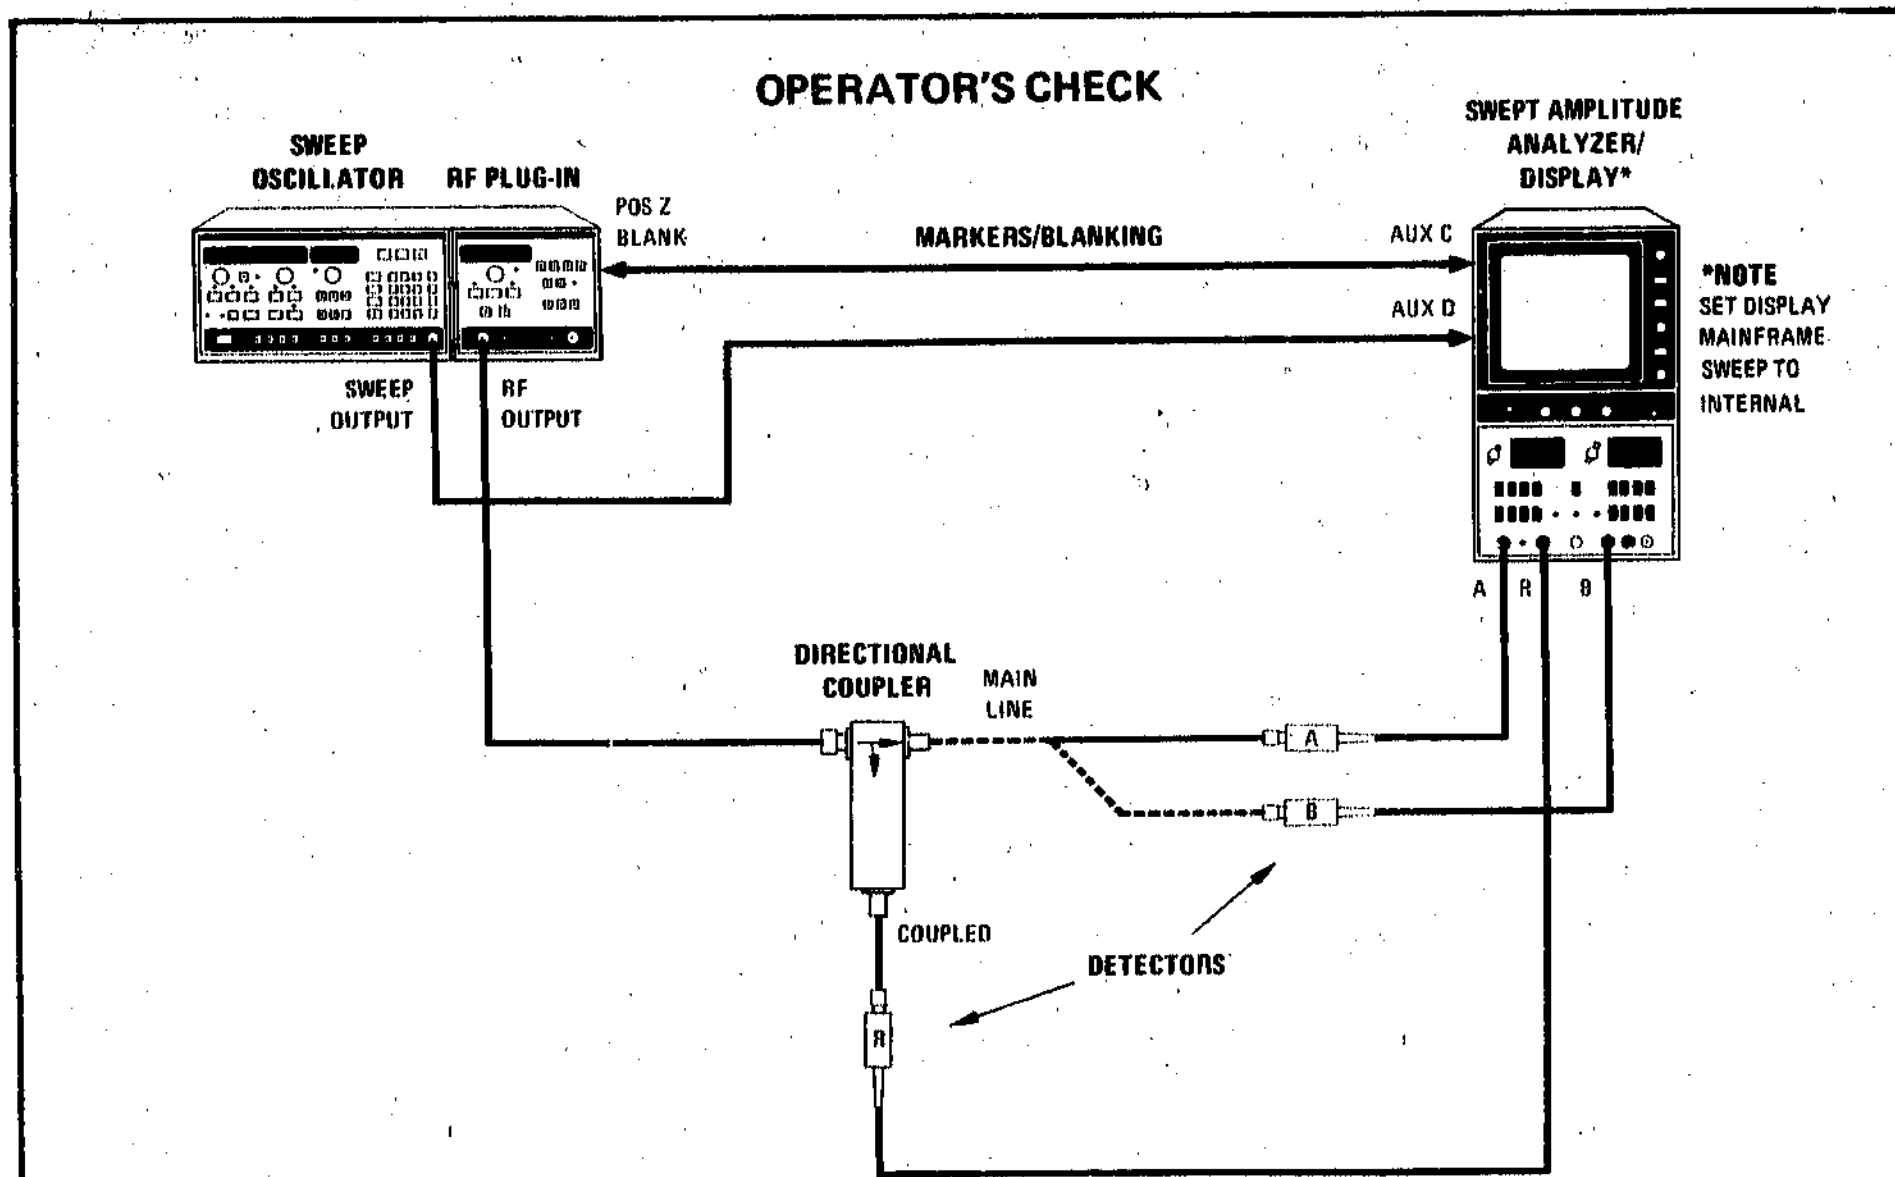 OPERATOR'S CHECK
SWEEP
OSCILLATOR
RF PLUG-IN
POS Z
BLANK
MARKERS/BLANKING
SWEPT AMPLITUDE
ANALYZER/
DISPLAY*
AUX C
AUX D
*NOTE
SET DISPLAY
MAINFRAME
SWEEP TO
INTERNAL
SWEEP
OUTPUT
RF
OUTPUT
A R B
DIRECTIONAL
COUPLER
MAIN
LINE
A
B
COUPLED
DETECTORS
R